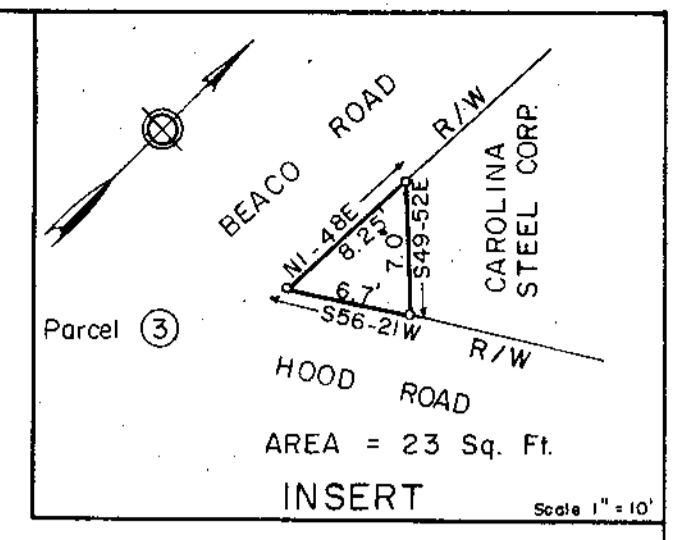 BEACO ROAD
R/W
CAROLINA
STEEL CORP.
N1-48E
8.25'
7.0'
S49-52E
6.7'
S56-21W
Parcel 3
R/W
HOOD ROAD
AREA = 23 Sq. Ft.
INSERT
Scale 1" = 10'